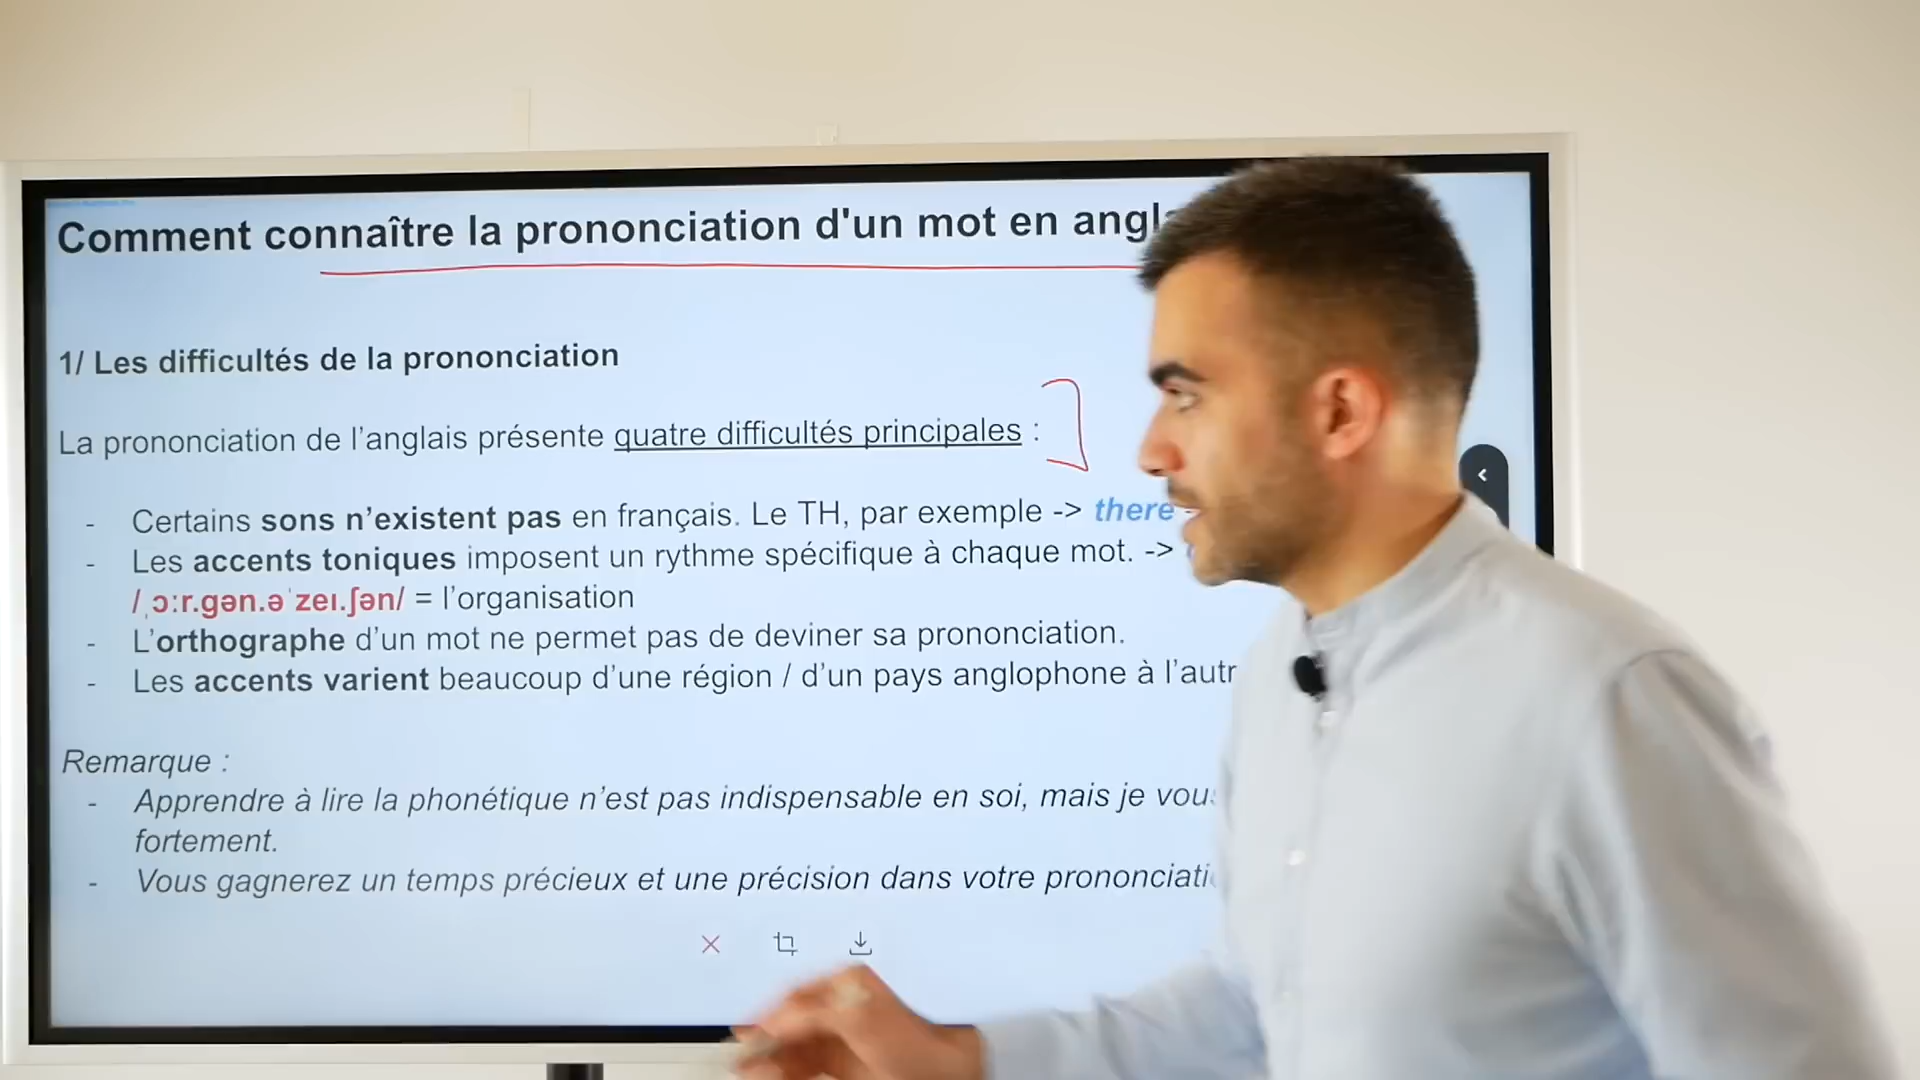 Comment connaître la prononciation d'un mot en
1/ Les difficultés de la prononciation
La prononciation de l’anglais présente quatre difficultés principales :
- Certains sons n’existent pas en français. Le TH, par exemple -> there
- Les accents toniques imposent un rythme spécifique à chaque mot. ->
/ˌɔːr.ɡən.əˈzeɪ.ʃən/ = l’organisation
- L’orthographe d’un mot ne permet pas de deviner sa prononciation.
- Les accents varient beaucoup d’une région / d’un pays anglophone à
Remarque :
- Apprendre à lire la phonétique n’est pas indispensable en soi, mais je
fortement.
- Vous gagnerez un temps précieux et une précision dans votre